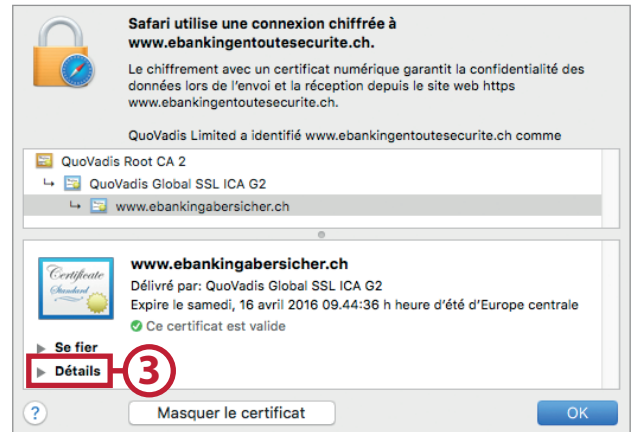 Safari utilise une connexion chiffrée à
www.ebankingentoutesecurite.ch.
Le chiffrement avec un certificat numérique garantit la confidentialité des
données lors de l'envoi et la réception depuis le site web https
www.ebankingentoutesecurite.ch.
QuoVadis Limited a identifié www.ebankingentoutesecurite.ch comme
QuoVadis Root CA 2
QuoVadis Global SSL ICA G2
www.ebankingabersicher.ch
Certificate
Standard
www.ebankingabersicher.ch
Délivré par: QuoVadis Global SSL ICA G2
Expire le samedi, 16 avril 2016 09.44:36 h heure d'été d'Europe centrale
Ce certificat est valide
Se fier
Détails
3
?
Masquer le certificat
OK